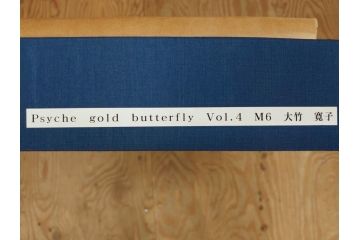 Psyche gold butterfly Vol.4 M6 大竹 寛子